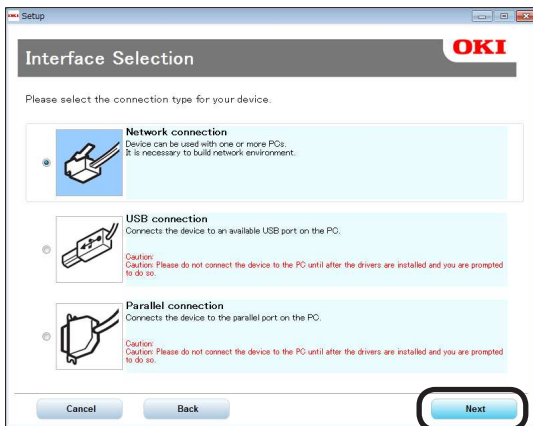 OKI Setup
OKI
Interface Selection
Please select the connection type for your device.
Network connection
Device can be used with one or more PCs.
It is necessary to build network environment.
USB connection
Connects the device to an available USB port on the PC.
Caution:
Caution: Please do not connect the device to the PC until after the drivers are installed and you are prompted
to do so.
Parallel connection
Connects the device to the parallel port on the PC.
Caution:
Caution: Please do not connect the device to the PC until after the drivers are installed and you are prompted
to do so.
Cancel Back Next